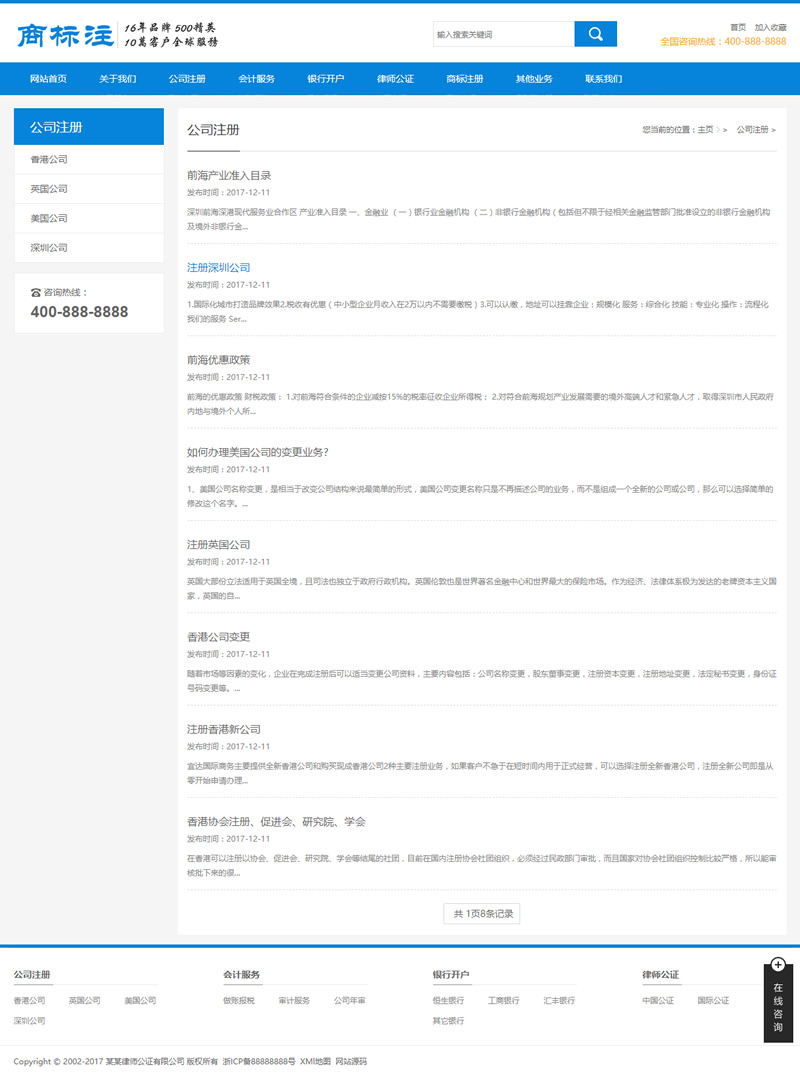 商标注
16年品牌 500精英
10萬客户全球服務
输入搜索关键词
首页 加入收藏
全国咨询热线：400-888-8888
网站首页 关于我们 公司注册 会计服务 银行开户 律师公证 商标注册 其他业务 联系我们
公司注册
香港公司
英国公司
美国公司
深圳公司
咨询热线：
400-888-8888
公司注册
您当前的位置：主页 > > 公司注册 >
前海产业准入目录
发布时间：2017-12-11
深圳前海深港现代服务业合作区 产业准入目录 一、金融业 （一）银行业金融机构 （二）非银行金融机构（包括但不限于经相关金融监管部门批准设立的非银行金融机构
及境外非银行金...
注册深圳公司
发布时间：2017-12-11
1.国际化城市打造品牌效果2.税收有优惠（中小型企业月收入在2万以内不需要缴税）3.可以认缴，地址可以挂靠企业：规模化 服务：综合化 技能：专业化 操作：流程化
我们的服务 Ser...
前海优惠政策
发布时间：2017-12-11
前海的优惠政策 财税政策： 1.对前海符合条件的企业减按15%的税率征收企业所得税； 2.对符合前海规划产业发展需要的境外高端人才和紧急人才，取得深圳市人民政府
内地与境外个人所...
如何办理美国公司的变更业务？
发布时间：2017-12-11
1、美国公司名称变更，是相当于改变公司结构来说最简单的形式，美国公司变更名称只是不再描述公司的业务，而不是组成一个全新的公司或公司，那么可以选择简单的
修改这个名字。...
注册英国公司
发布时间：2017-12-11
英国大部份立法适用于英国全境，且司法也独立于政府行政机构。英国伦敦也是世界著名金融中心和世界最大的保险市场。作为经济、法律体系极为发达的老牌资本主义国
家，英国的自...
香港公司变更
发布时间：2017-12-11
随着市场等因素的变化，企业在完成注册后可以适当变更公司资料，主要内容包括：公司名称变更，股东董事变更，注册资本变更，注册地址变更，法定秘书变更，身份证
号码变更等。...
注册香港新公司
发布时间：2017-12-11
宜达国际商务主要提供全新香港公司和购买现成香港公司2种主要注册业务，如果客户不急于在短时间内用于正式经营，可以选择注册全新香港公司，注册全新公司即是从
零开始申请办理...
香港协会注册、促进会、研究院、学会
发布时间：2017-12-11
在香港可以注册以协会、促进会、研究院、学会等结尾的社团，目前在国内注册协会社团组织，必须经过民政部门审批，而且国家对协会社团组织控制比较严格，所以能审
核批下来的很...
共 1页8条记录
公司注册 会计服务 银行开户 律师公证
香港公司 英国公司 美国公司 做账报税 审计服务 公司年审 恒生银行 工商银行 汇丰银行 中国公证 国际公证
深圳公司 其它银行
在线咨询
Copyright © 2002-2017 某某律师公证有限公司 版权所有 浙ICP备88888888号 XMl地图 网站源码